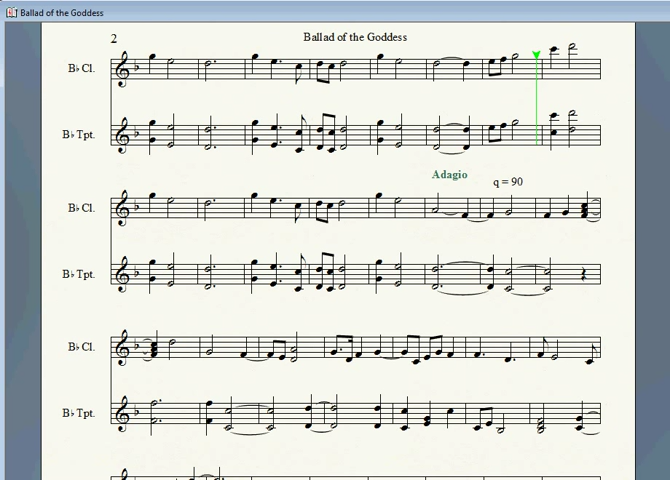 Ballad of the Goddess
2
Ballad of the Goddess
B♭ Cl.
B♭ Tpt.
Adagio
q = 90
B♭ Cl.
B♭ Tpt.
B♭ Cl.
B♭ Tpt.